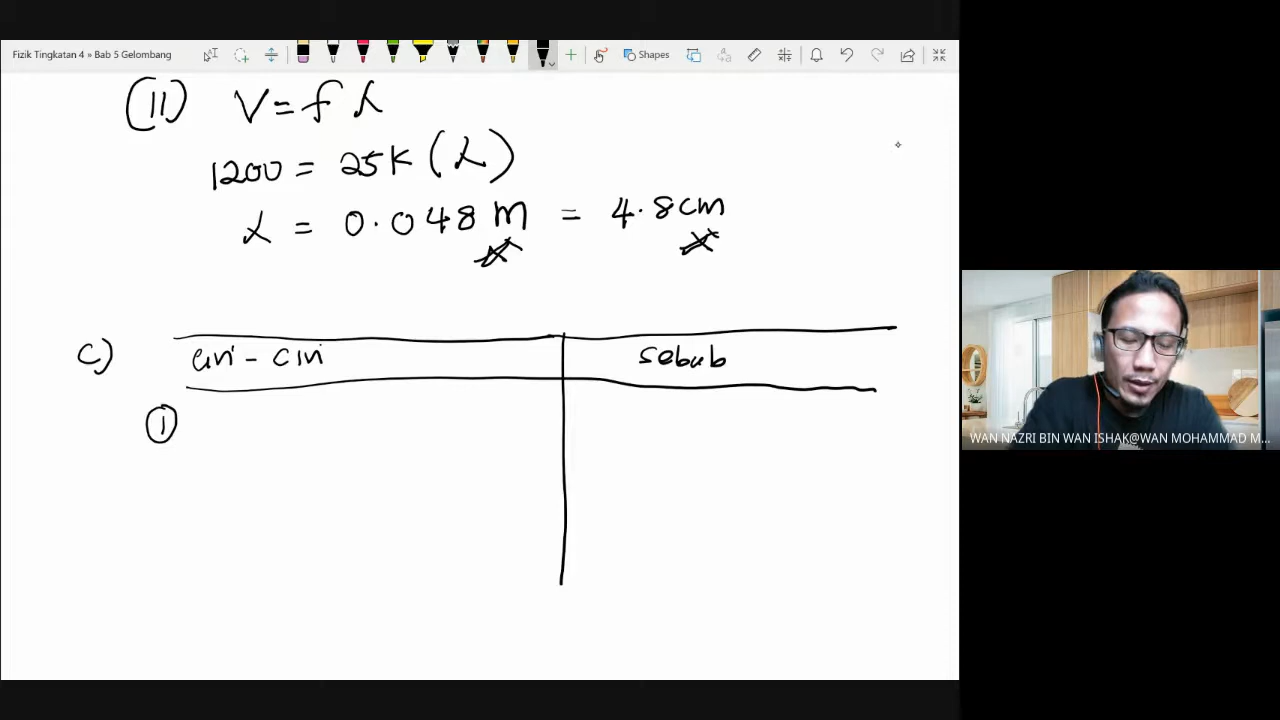 Fizik Tingkatan 4 » Bab 5 Gelombang
Shapes
(II) V = f λ
1200 = 25K (λ)
λ = 0.048 m = 4.8 cm
c) Ciri - Ciri Sebab
①
WAN NAZRI BIN WAN ISHAK@WAN MOHAMMAD M...